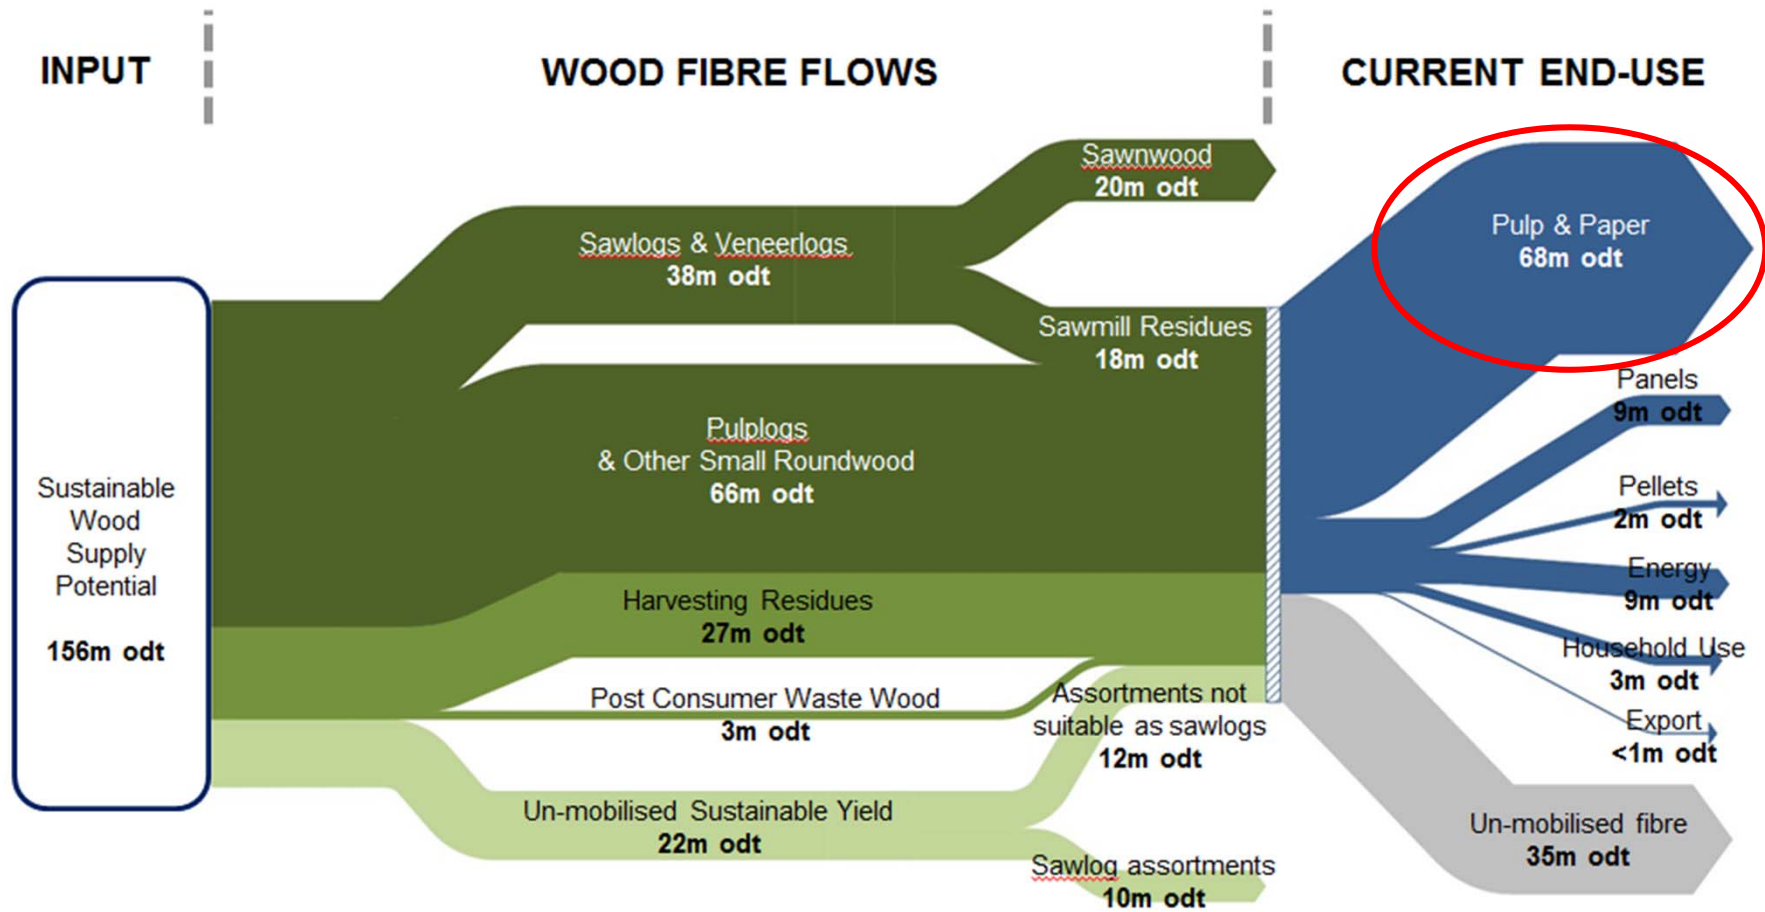 INPUT
WOOD FIBRE FLOWS
CURRENT END-USE
Sustainable
Wood
Supply
Potential
156m odt
Sawlogs & Veneerlogs
38m odt
Sawnwood
20m odt
Sawmill Residues
18m odt
Pulplogs
& Other Small Roundwood
66m odt
Harvesting Residues
27m odt
Post Consumer Waste Wood
3m odt
Assortments not
suitable as sawlogs
12m odt
Un-mobilised Sustainable Yield
22m odt
Sawlog assortments
10m odt
Pulp & Paper
68m odt
Panels
9m odt
Pellets
2m odt
Energy
9m odt
Household Use
3m odt
Export
<1m odt
Un-mobilised fibre
35m odt